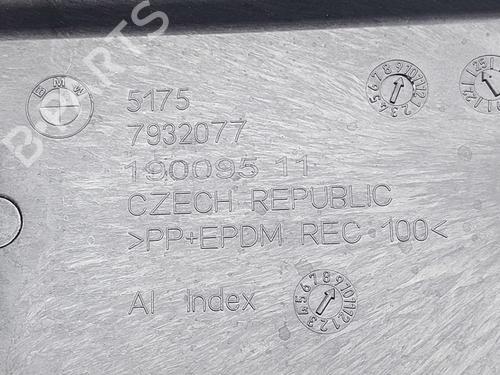 BMW
5175
7932077
190095 11
CZECH REPUBLIC
>PP+EPDM REC 100<
AI Index